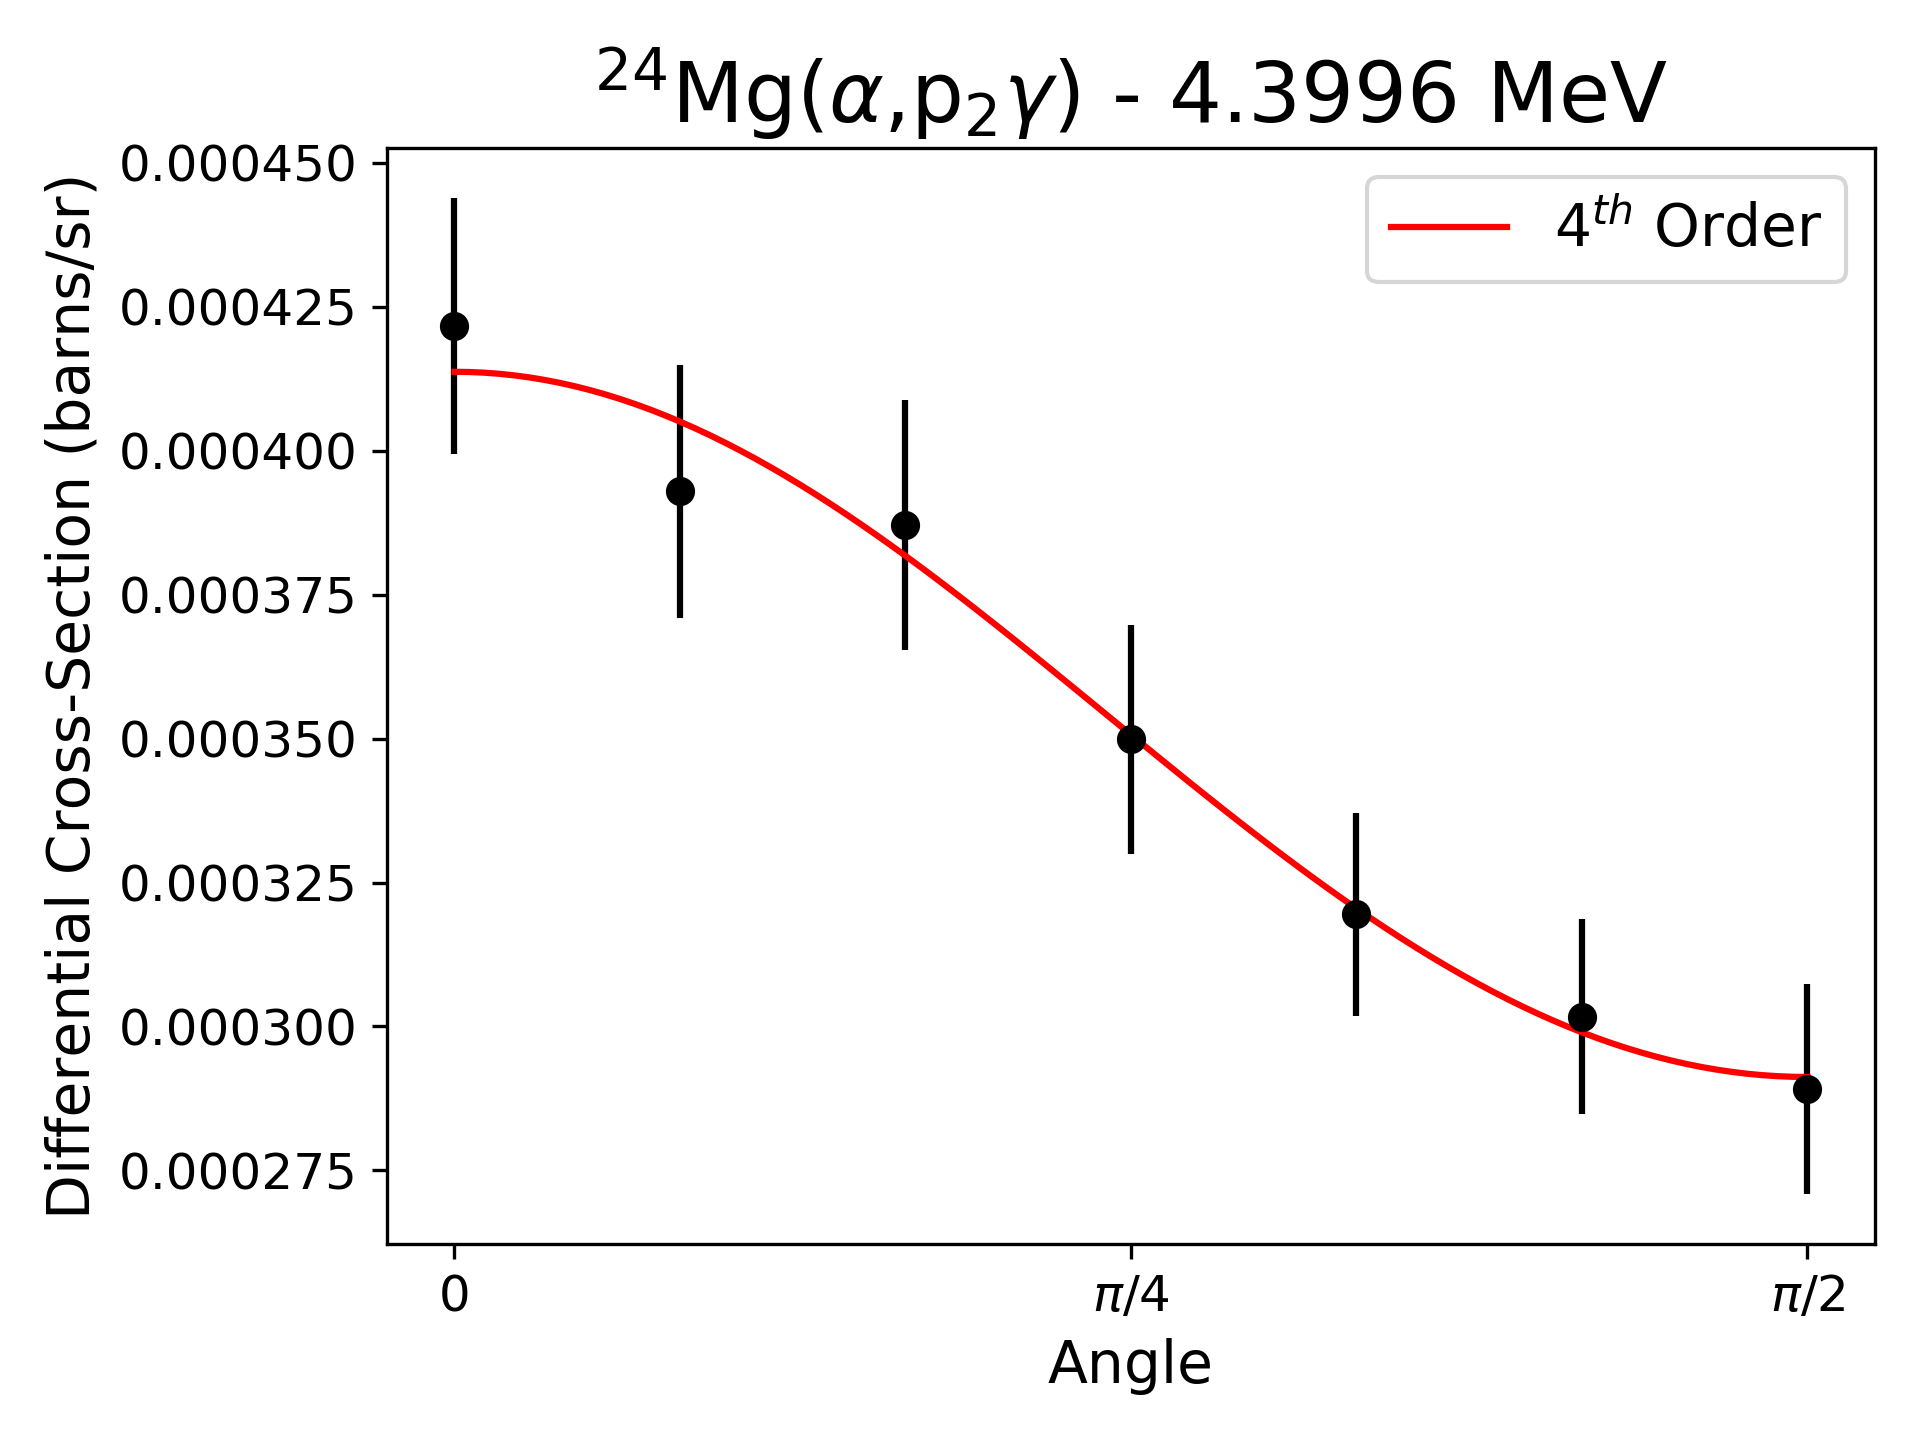 ²⁴Mg(α,p₂γ) - 4.3996 MeV
4ᵗʰ Order
Differential Cross-Section (barns/sr)
0.000450
0.000425
0.000400
0.000375
0.000350
0.000325
0.000300
0.000275
0 π/4 π/2
Angle